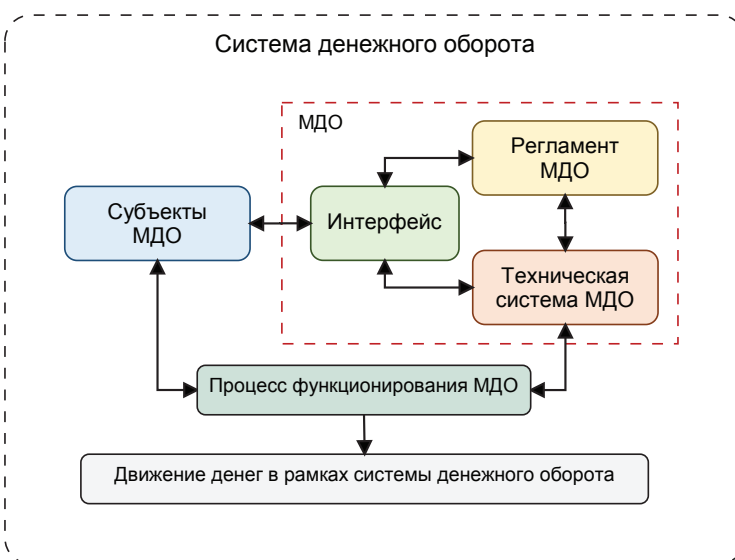 Система денежного оборота
МДО
Регламент
МДО
Субъекты
МДО
Интерфейс
Техническая
система МДО
Процесс функционирования МДО
Движение денег в рамках системы денежного оборота